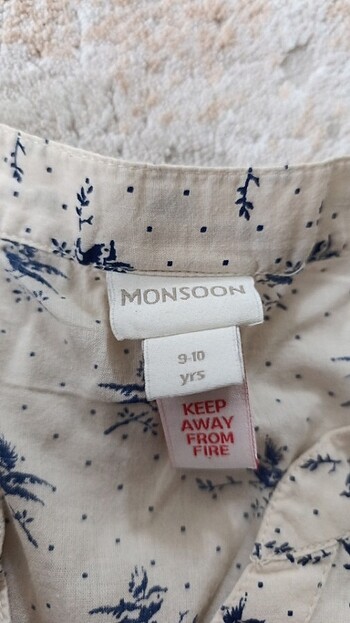 MONSOON
9-10
yrs
KEEP
AWAY
FROM
FIRE